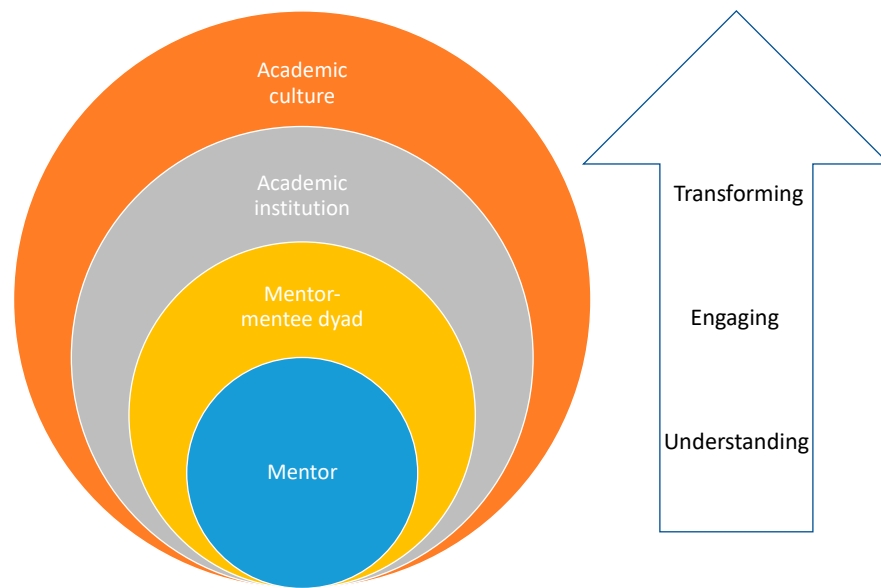 Academic
culture
Academic
institution
Mentor-
mentee dyad
Mentor
Transforming
Engaging
Understanding